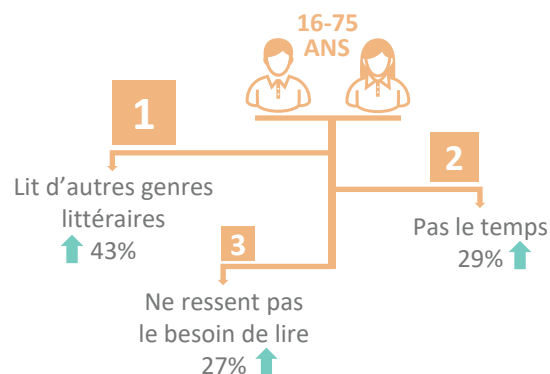 16-75
ANS
1
Lit d'autres genres
littéraires
43%
2
Pas le temps
29%
3
Ne ressent pas
le besoin de lire
27%